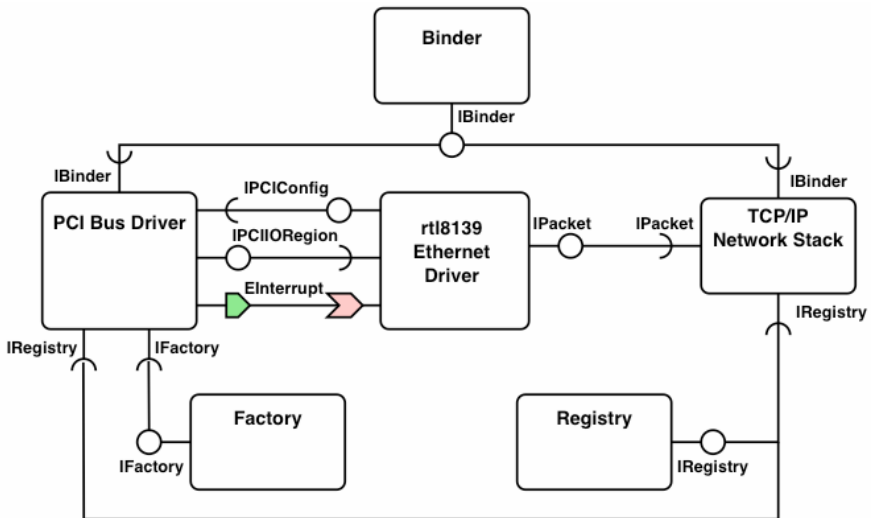 Binder
IBinder
IBinder
IBinder
IPCIConfig
PCI Bus Driver
rtl8139
Ethernet
Driver
IPacket
IPacket
TCP/IP
Network Stack
IPCIIORegion
EInterrupt
IRegistry
IRegistry
IFactory
Factory
Registry
IFactory
IRegistry